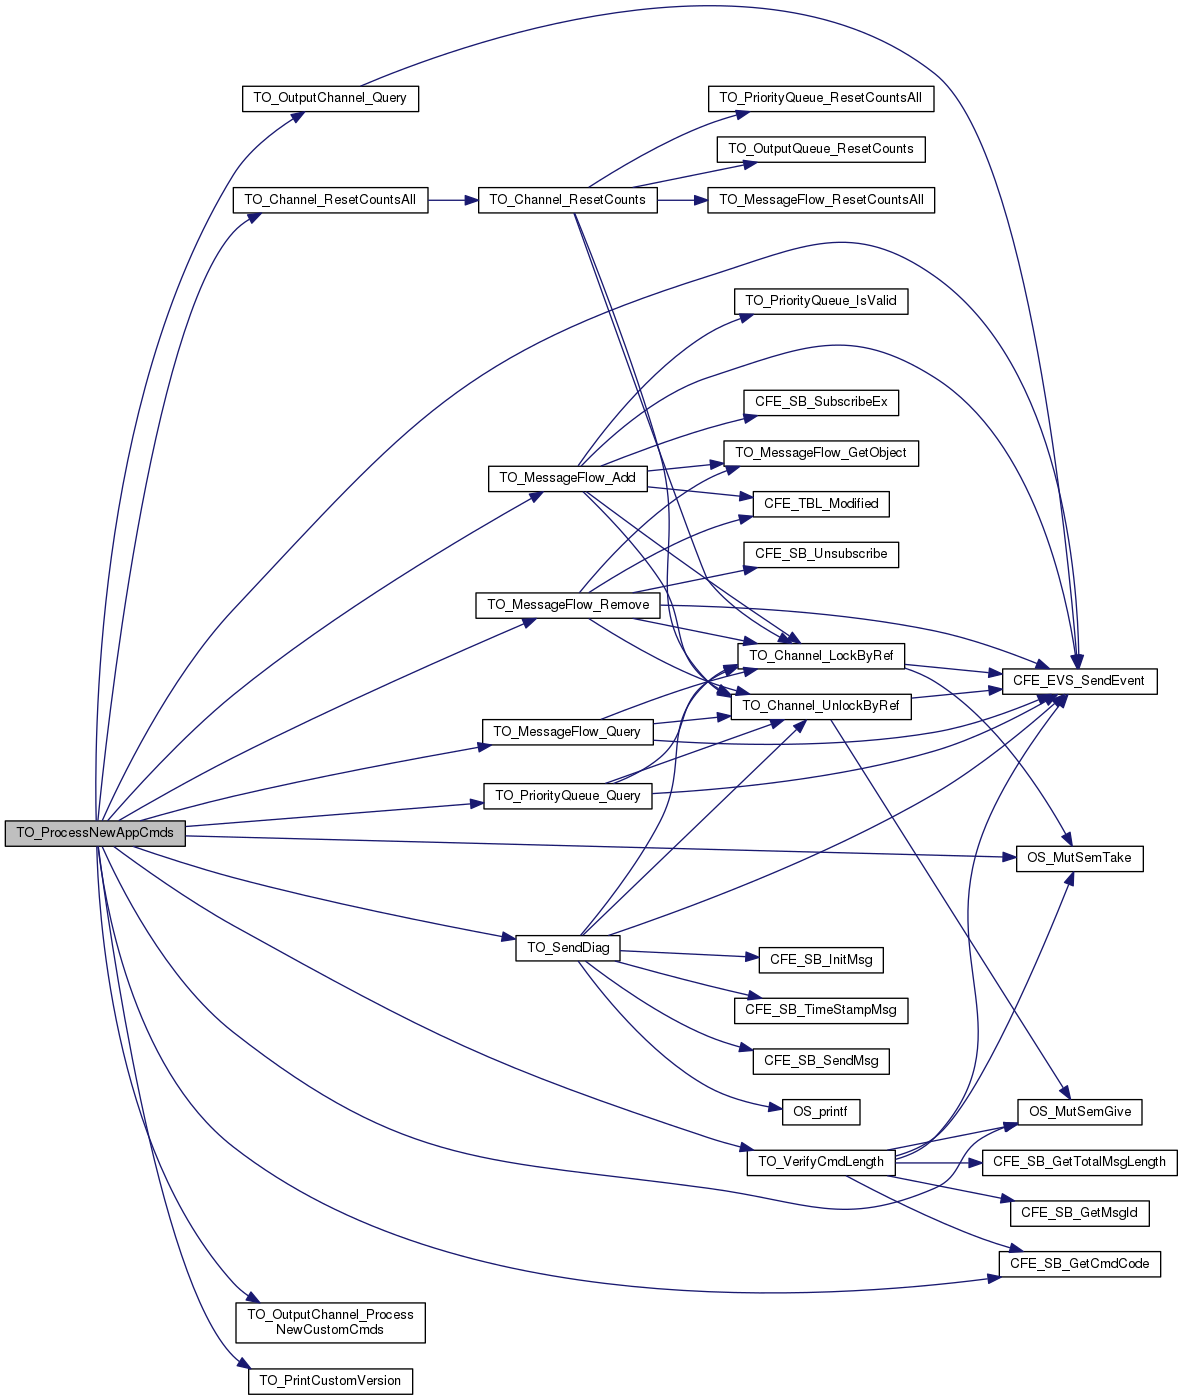 TO_OutputChannel_Query
TO_PriorityQueue_ResetCountsAll
TO_OutputQueue_ResetCounts
TO_Channel_ResetCountsAll
TO_Channel_ResetCounts
TO_MessageFlow_ResetCountsAll
TO_PriorityQueue_IsValid
CFE_SB_SubscribeEx
TO_MessageFlow_GetObject
TO_MessageFlow_Add
CFE_TBL_Modified
CFE_SB_Unsubscribe
TO_MessageFlow_Remove
TO_Channel_LockByRef
CFE_EVS_SendEvent
TO_Channel_UnlockByRef
TO_MessageFlow_Query
TO_PriorityQueue_Query
TO_ProcessNewAppCmds
OS_MutSemTake
TO_SendDiag
CFE_SB_InitMsg
CFE_SB_TimeStampMsg
CFE_SB_SendMsg
OS_printf
OS_MutSemGive
TO_VerifyCmdLength
CFE_SB_GetTotalMsgLength
CFE_SB_GetMsgId
CFE_SB_GetCmdCode
TO_OutputChannel_Process
NewCustomCmds
TO_PrintCustomVersion